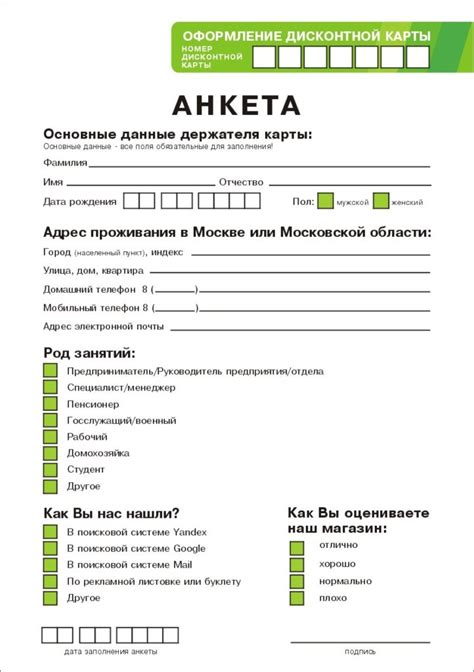 ОФОРМЛЕНИЕ ДИСКОНТНОЙ КАРТЫ
НОМЕР
ДИСКОНТНОЙ
КАРТЫ
АНКЕТА
Основные данные держателя карты:
Основные данные - все поля обязательные для заполнения!
Фамилия
Имя Отчество
Дата рождения Пол: мужской женский
Адрес проживания в Москве или Московской области:
Город (населенный пункт), индекс
Улица, дом, квартира
Домашний телефон 8 ( )
Мобильный телефон 8 ( )
Адрес электронной почты
Род занятий:
Предприниматель/Руководитель предприятия/отдела
Специалист/менеджер
Пенсионер
Госслужащий/военный
Рабочий
Домохозяйка
Студент
Другое
Как Вы нас нашли?
В поисковой системе Yandex
В поисковой системе Google
В поисковой системе Mail
По рекламной листовке или буклету
Другое
Как Вы оцениваете
наш магазин:
отлично
хорошо
нормально
плохо
дата заполнения анкеты
подпись